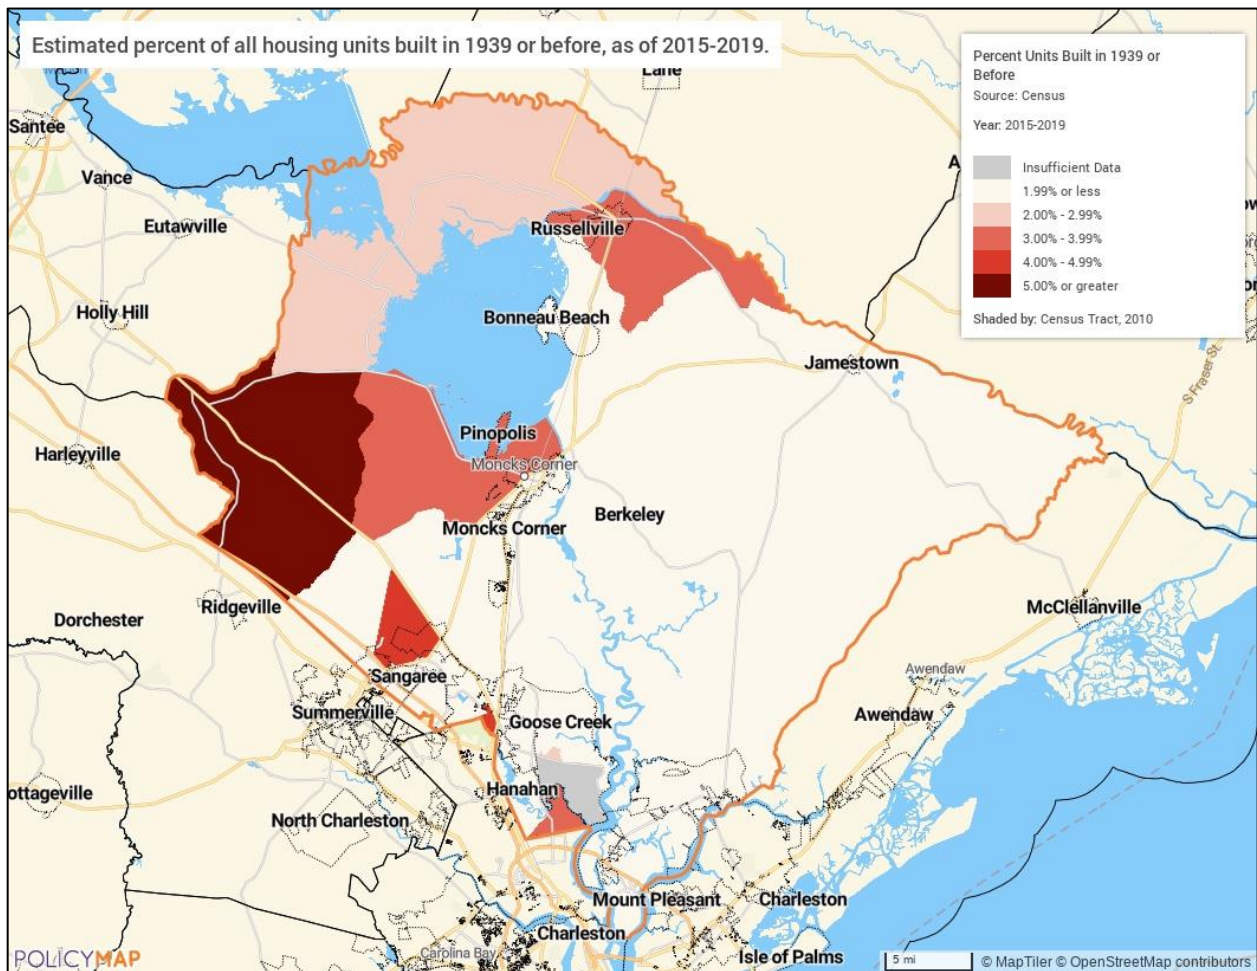 Estimated percent of all housing units built in 1939 or before, as of 2015-2019.
Percent Units Built in 1939 or
Before
Source: Census
Year: 2015-2019
Insufficient Data
1.99% or less
2.00% - 2.99%
3.00% - 3.99%
4.00% - 4.99%
5.00% or greater
Shaded by: Census Tract, 2010
Lane
Santee
Vance
Eutawville
Russellville
Holly Hill
Bonneau Beach
Jamestown
S Fraser St.
Harleyville
Pinopolis
Moncks Corner
Moncks Corner
Berkeley
Ridgeville
Dorchester
McClellanville
Sangaree
Awendaw
Summerville
Goose Creek
Awendaw
Hanahan
ottageville
North Charleston
Mount Pleasant
Charleston
Charleston
Carolina Bay
Isle of Palms
POLICYMAP
5 mi
© MapTiler © OpenStreetMap contributors